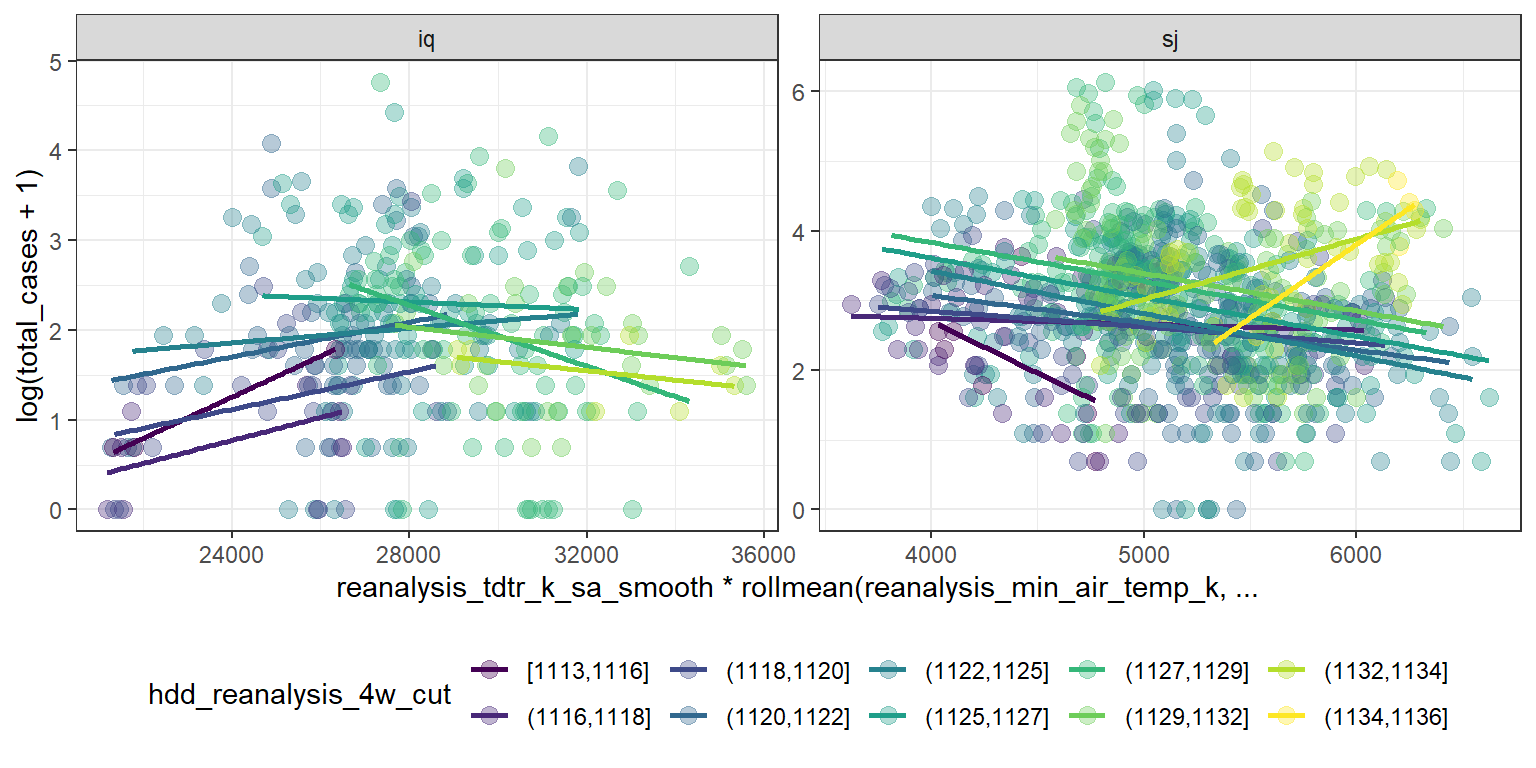 iq
sj
5
4
3
2
1
0
6
4
2
0
log(total_cases + 1)
24000 28000 32000 36000
4000 5000 6000
reanalysis_tdtr_k_sa_smooth * rollmean(reanalysis_min_air_temp_k, ...
hdd_reanalysis_4w_cut
[1113,1116] (1118,1120] (1122,1125] (1127,1129] (1132,1134]
(1116,1118] (1120,1122] (1125,1127] (1129,1132] (1134,1136]